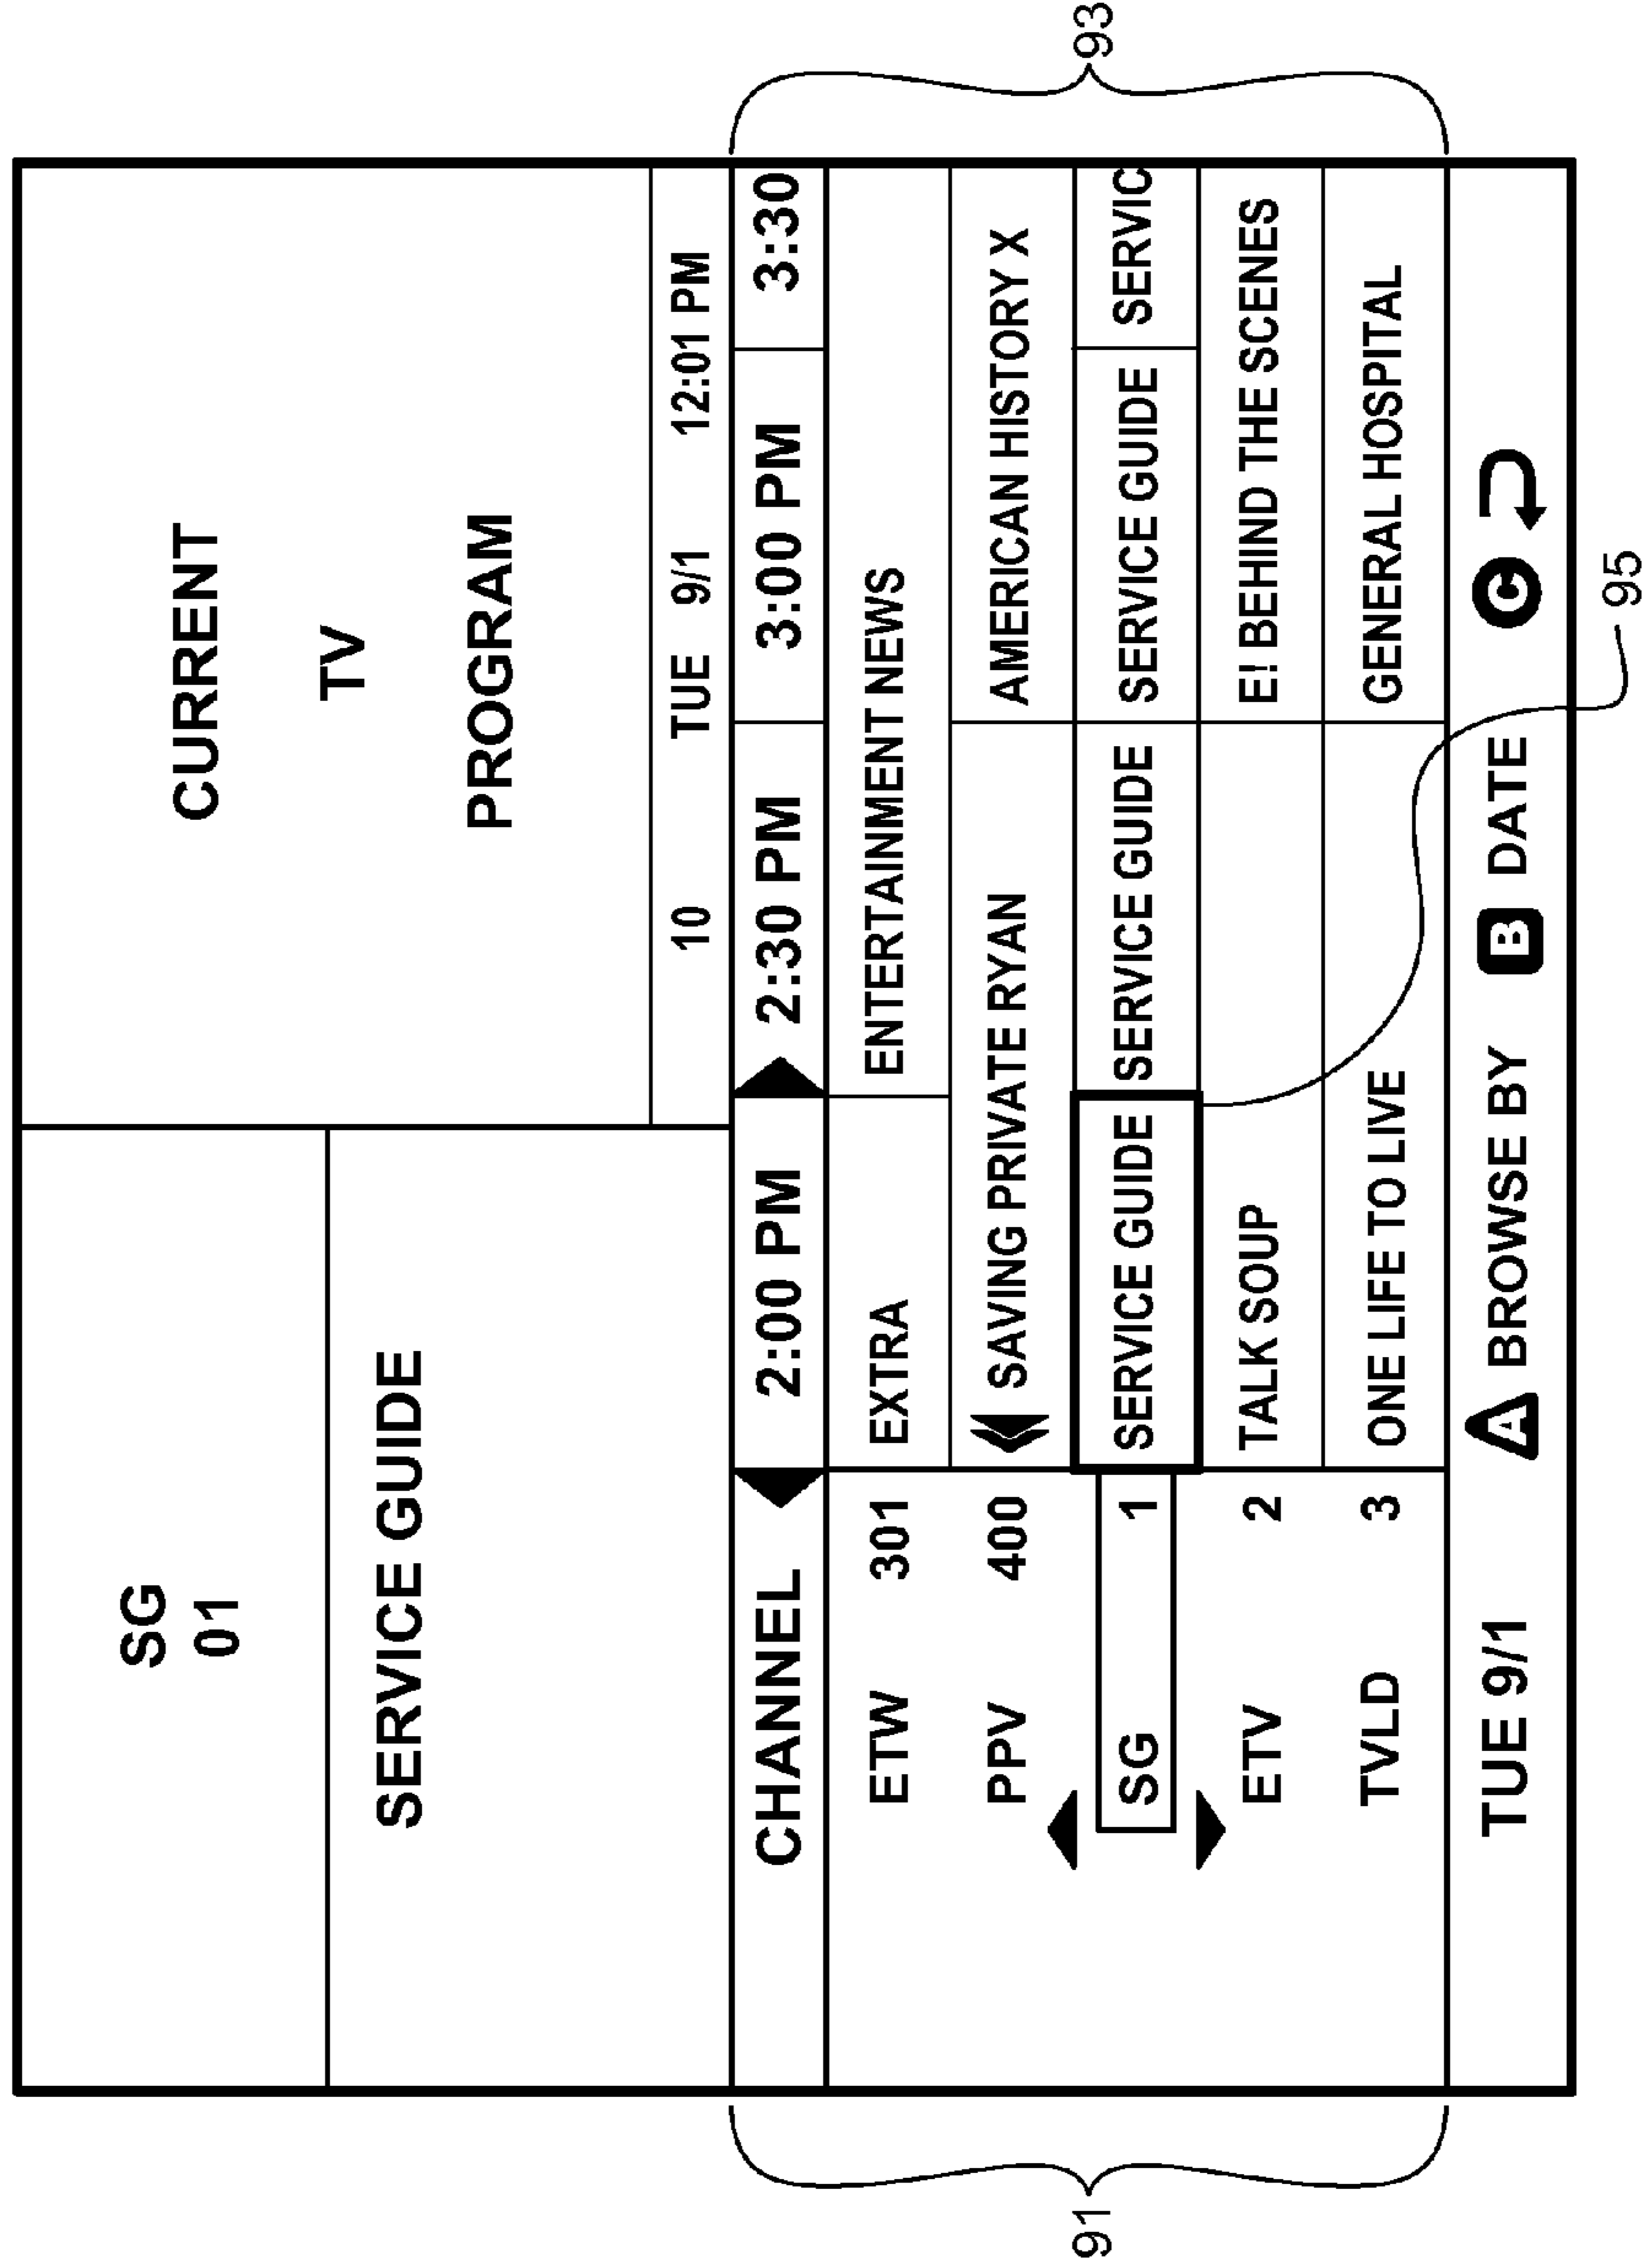 SG
01
SERVICE GUIDE
CURRENT
TV
PROGRAM
10 TUE 9/1 12:01 PM
CHANNEL 2:00 PM 2:30 PM 3:00 PM 3:30
ETW 301 EXTRA ENTERTAINMENT NEWS
PPV 400 SAVING PRIVATE RYAN AMERICAN HISTORY X
SG 1 SERVICE GUIDE SERVICE GUIDE SERVICE GUIDE SERVIC
ETV 2 TALK SOUP E! BEHIND THE SCENES
TVLD 3 ONE LIFE TO LIVE GENERAL HOSPITAL
TUE 9/1 A BROWSE BY B DATE C
91
93
95